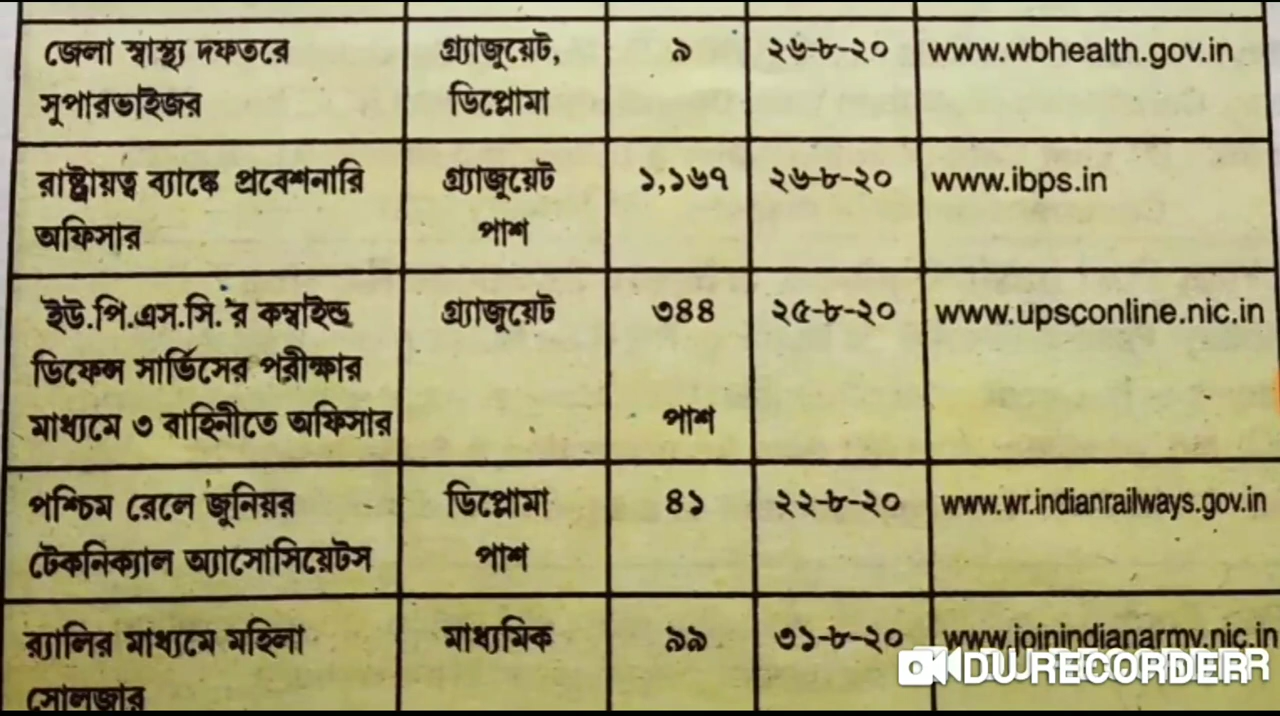 জেলা স্বাস্থ্য দফতরে গ্র্যাজুয়েট, ৯ ২৬-৮-২০ www.wbhealth.gov.in
সুপারভাইজর ডিপ্লোমা
রাষ্ট্রায়ত্ব ব্যাঙ্কে প্রবেশনারি গ্র্যাজুয়েট ১,১৬৭ ২৬-৮-২০ www.ibps.in
অফিসার পাশ
ইউ.পি.এস.সি.'র কম্বাইন্ড গ্র্যাজুয়েট ৩৪৪ ২৫-৮-২০ www.upsconline.nic.in
ডিফেন্স সার্ভিসের পরীক্ষার
মাধ্যমে ৩ বাহিনীতে অফিসার পাশ
পশ্চিম রেলে জুনিয়র ডিপ্লোমা ৪১ ২২-৮-২০ www.wr.indianrailways.gov.in
টেকনিক্যাল অ্যাসোসিয়েটস পাশ
র‍্যালির মাধ্যমে মহিলা মাধ্যমিক ৯৯ ৩১-৮-২০ www.joinindianarmy.nic.in
সোলজার
DU RECORDER